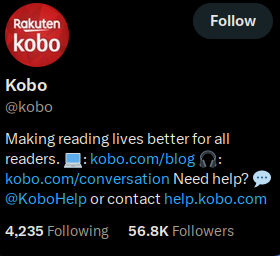 Rakuten
kobo
Follow
Kobo
@kobo
Making reading lives better for all
readers. 💻: kobo.com/blog 🎧:
kobo.com/conversation Need help? 💬
@KoboHelp or contact help.kobo.com
4,235 Following 56.8K Followers